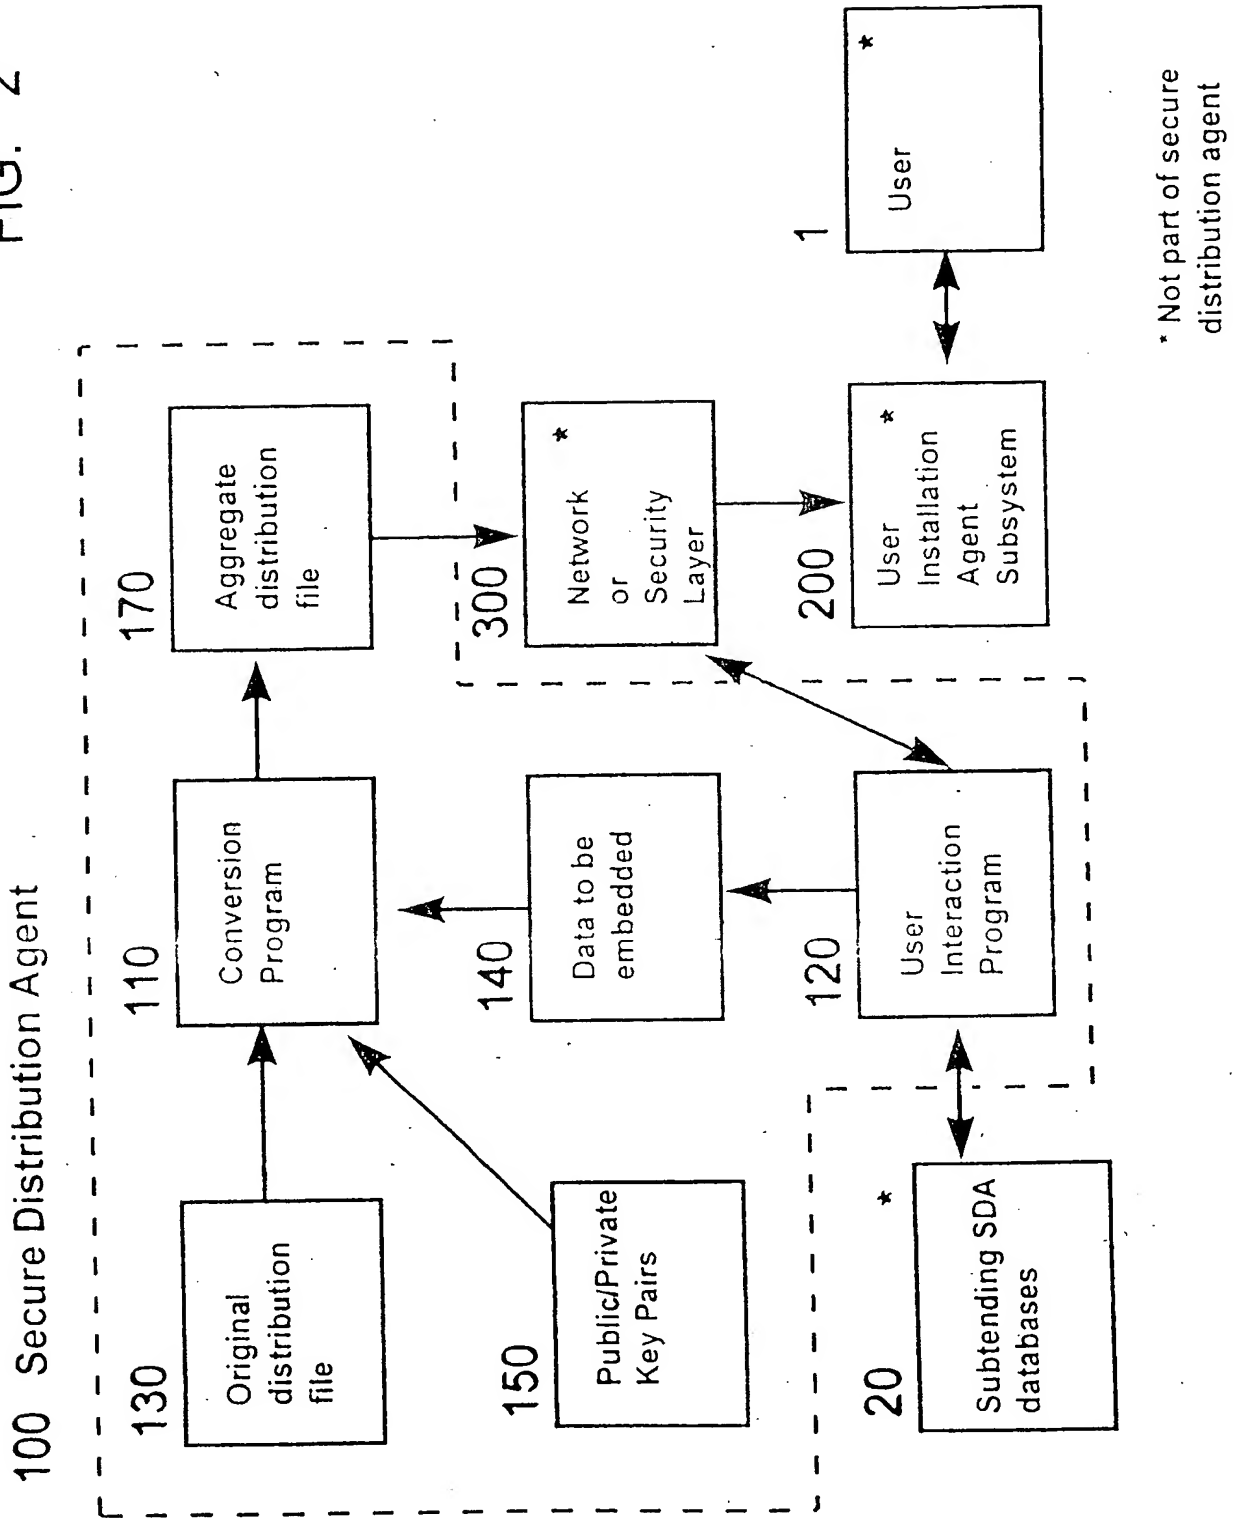 FIG. 2
100 Secure Distribution Agent
130
Original
distribution
file
110
Conversion
Program
170
Aggregate
distribution
file
150
Public/Private
Key Pairs
140
Data to be
embedded
300
Network *
or
Security
Layer
20 *
Subtending SDA
databases
120
User
Interaction
Program
200
User *
Installation
Agent
Subsystem
1
User *
* Not part of secure
distribution agent